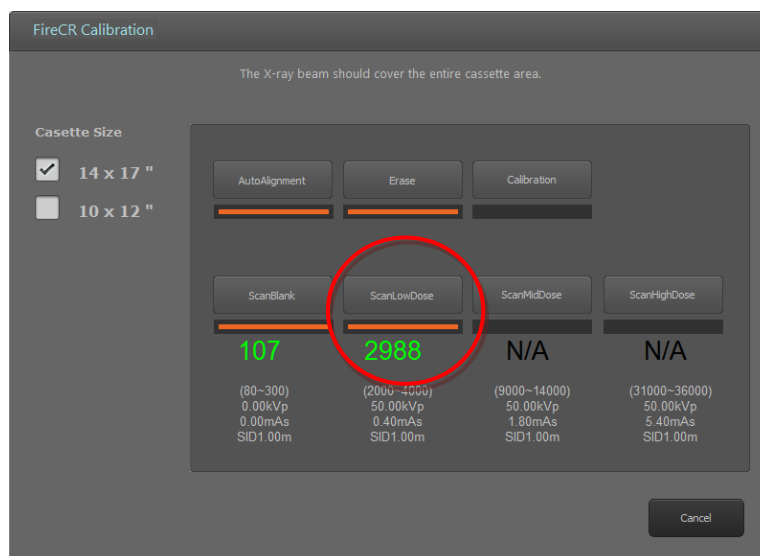 FireCR Calibration
The X-ray beam should cover the entire cassette area.
Casette Size
14 x 17 "
10 x 12 "
AutoAlignment Erase Calibration
ScanBlank ScanLowDose ScanMidDose ScanHighDose
107 2988 N/A N/A
(80~300) (2000~4000) (9000~14000) (31000~36000)
0.00kVp 50.00kVp 50.00kVp 50.00kVp
0.00mAs 0.40mAs 1.80mAs 5.40mAs
SID1.00m SID1.00m SID1.00m SID1.00m
Cancel